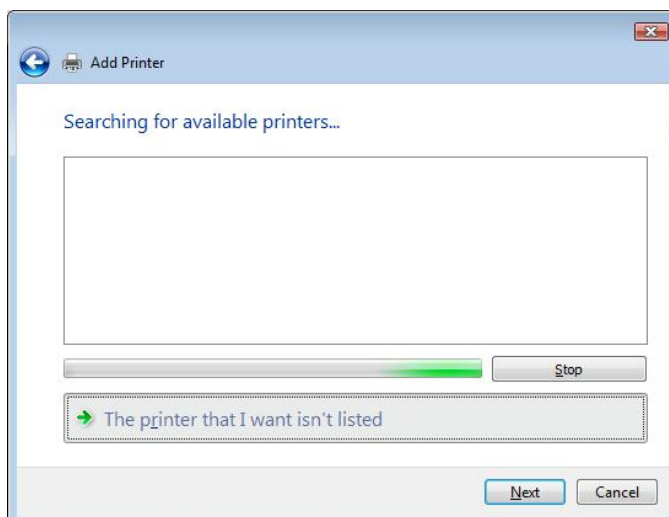 Add Printer
Searching for available printers...
Stop
The printer that I want isn't listed
Next Cancel